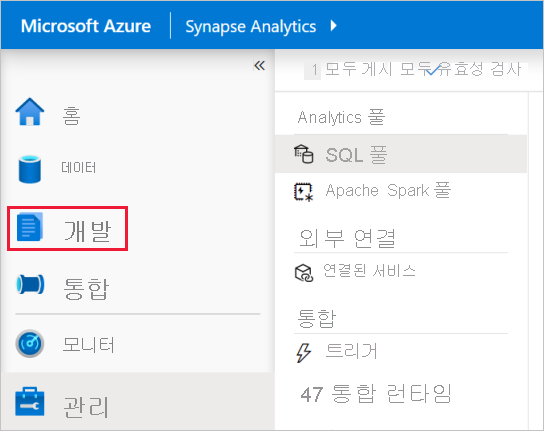 Microsoft Azure
Synapse Analytics
«
1 모두 게시 모두 유효성 검사
홈
데이터
개발
통합
모니터
관리
Analytics 풀
SQL 풀
Apache Spark 풀
외부 연결
연결된 서비스
통합
트리거
47 통합 런타임